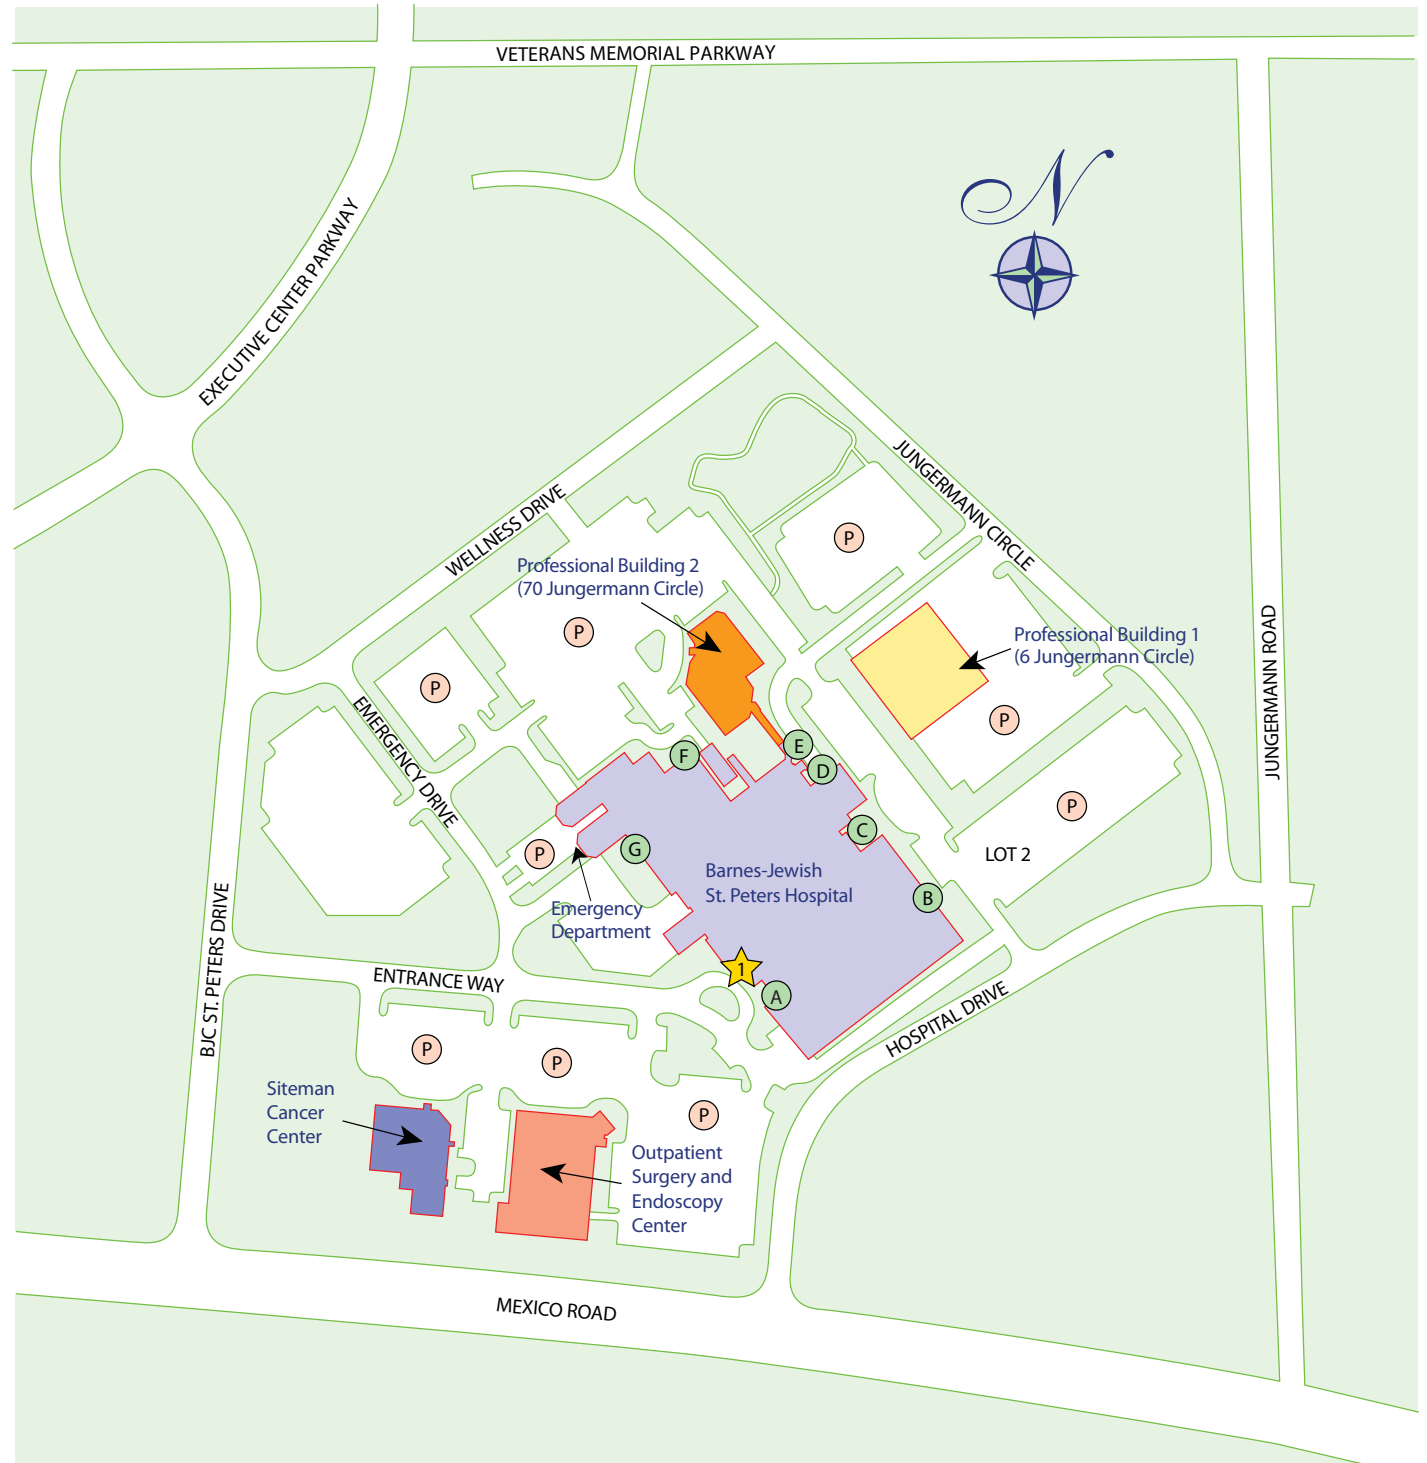 VETERANS MEMORIAL PARKWAY
N
EXECUTIVE CENTER PARKWAY
JUNGERMANN CIRCLE
WELLNESS DRIVE
P
Professional Building 2
(70 Jungermann Circle)
P
Professional Building 1
(6 Jungermann Circle)
P
JUNGERMANN ROAD
EMERGENCY DRIVE
P
E
F
D
P
C
G
P
LOT 2
Barnes-Jewish
St. Peters Hospital
B
Emergency
Department
BJC ST. PETERS DRIVE
ENTRANCE WAY
1
A
HOSPITAL DRIVE
P
P
Siteman
Cancer
Center
P
Outpatient
Surgery and
Endoscopy
Center
MEXICO ROAD